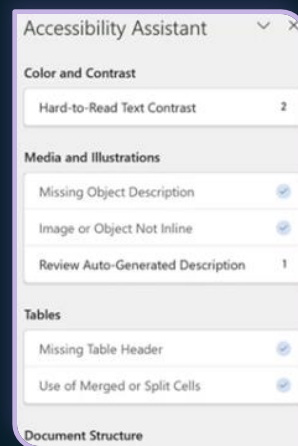 Accessibility Assistant
Color and Contrast
Hard-to-Read Text Contrast 2
Media and Illustrations
Missing Object Description
Image or Object Not Inline
Review Auto-Generated Description 1
Tables
Missing Table Header
Use of Merged or Split Cells
Document Structure